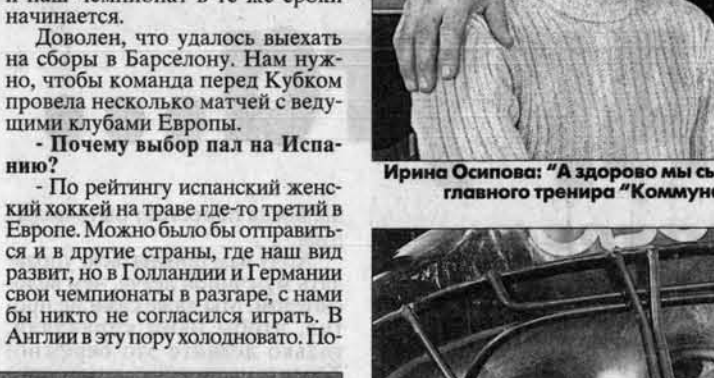 начинается.
Доволен, что удалось выехать
на сборы в Барселону. Нам нуж-
но, чтобы команда перед Кубком
провела несколько матчей с веду-
щими клубами Европы.
- Почему выбор пал на Испа-
нию?
- По рейтингу испанский женс-
кий хоккей на траве где-то третий в
Европе. Можно было бы отправить-
ся и в другие страны, где наш вид
развит, но в Голландии и Германии
свои чемпионаты в разгаре, с нами
бы никто не согласился играть. В
Англии в эту пору холодновато. По-
Ирина Осипова: "А здорово мы сы
главного тренира "Коммун